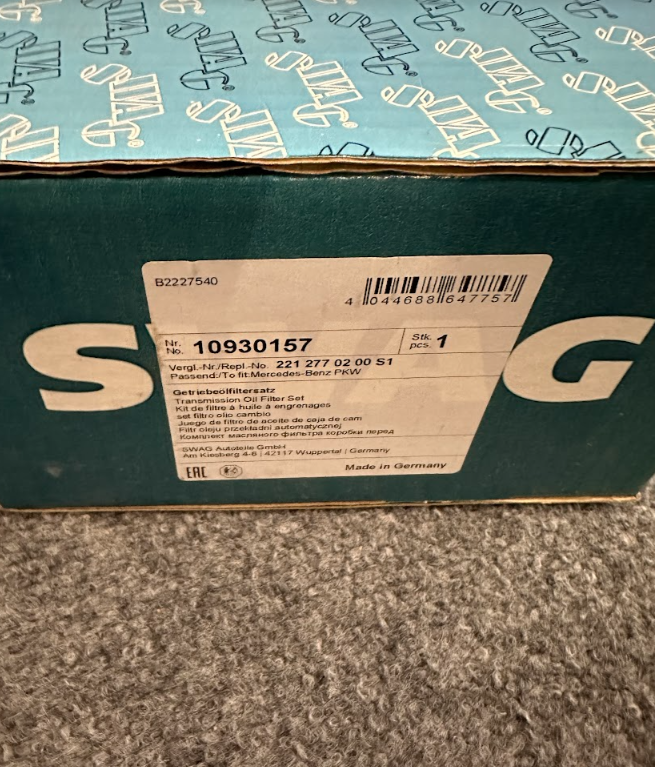 SWAG
B2227540
4 044688 647757
Nr.
No. 10930157
Stk.
pcs. 1
Vergl.-Nr./Repl.-No. 221 277 02 00 S1
Passend:/To fit:Mercedes-Benz PKW
Getriebeölfiltersatz
Transmission Oil Filter Set
Kit de filtre à huile à engrenages
set filtro olio cambio
Juego de filtro de aceite de caja de cam
Filtr oleju przekładni automatycznej
Комплект масляного фильтра коробки перед
SWAG Autoteile GmbH
Am Kiesberg 4-6 | 42117 Wuppertal | Germany
EAC
Made in Germany